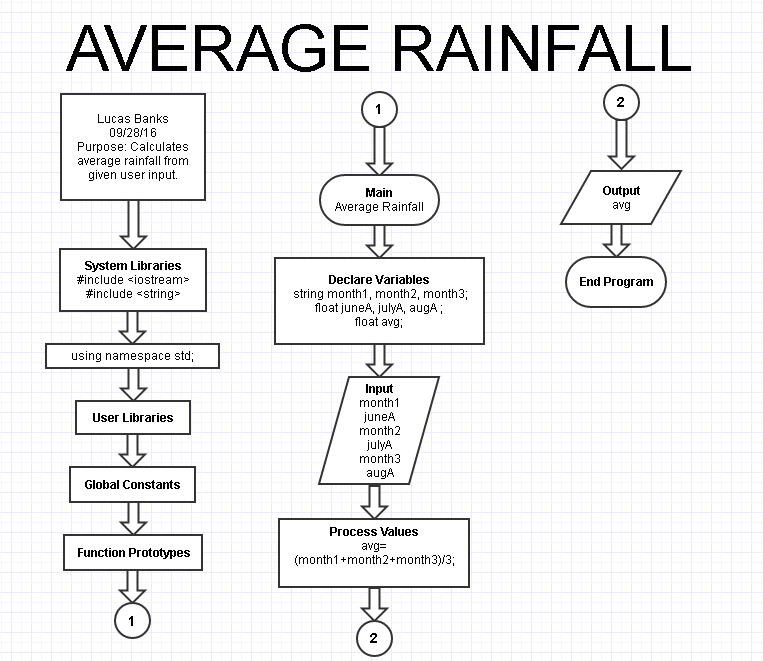 AVERAGE RAINFALL
Lucas Banks
09/28/16
Purpose: Calculates
average rainfall from
given user input.
System Libraries
#include <iostream>
#include <string>
using namespace std;
User Libraries
Global Constants
Function Prototypes
1
1
Main
Average Rainfall
Declare Variables
string month1, month2, month3;
float juneA, julyA, augA ;
float avg;
Input
month1
juneA
month2
julyA
month3
augA
Process Values
avg=
(month1+month2+month3)/3;
2
2
Output
avg
End Program